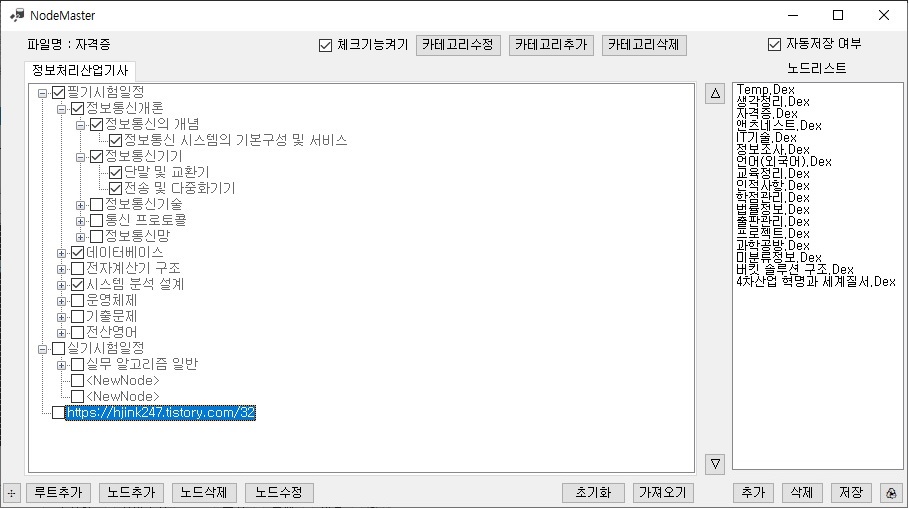 NodeMaster
파일명 : 자격증
체크기능켜기
카테고리수정
카테고리추가
카테고리삭제
자동저장 여부
정보처리산업기사
노드리스트
필기시험일정
정보통신개론
정보통신의 개념
정보통신 시스템의 기본구성 및 서비스
정보통신기기
단말 및 교환기
전송 및 다중화기기
정보통신기술
통신 프로토콜
정보통신망
데이터베이스
전자계산기 구조
시스템 분석 설계
운영체제
기출문제
전산영어
실기시험일정
실무 알고리즘 일반
<NewNode>
<NewNode>
https://hjink247.tistory.com/32
Temp.Dex
생각정리.Dex
자격증.Dex
앤츠네스트.Dex
IT기술.Dex
정보조사.Dex
언어(외국어).Dex
교육정리.Dex
인적사항.Dex
학점관리.Dex
법률정보.Dex
출판관리.Dex
프로젝트.Dex
과학공방.Dex
미분류정보.Dex
버킷 솔루션 구조.Dex
4차산업 혁명과 세계질서.Dex
루트추가
노드추가
노드삭제
노드수정
초기화
가져오기
추가
삭제
저장